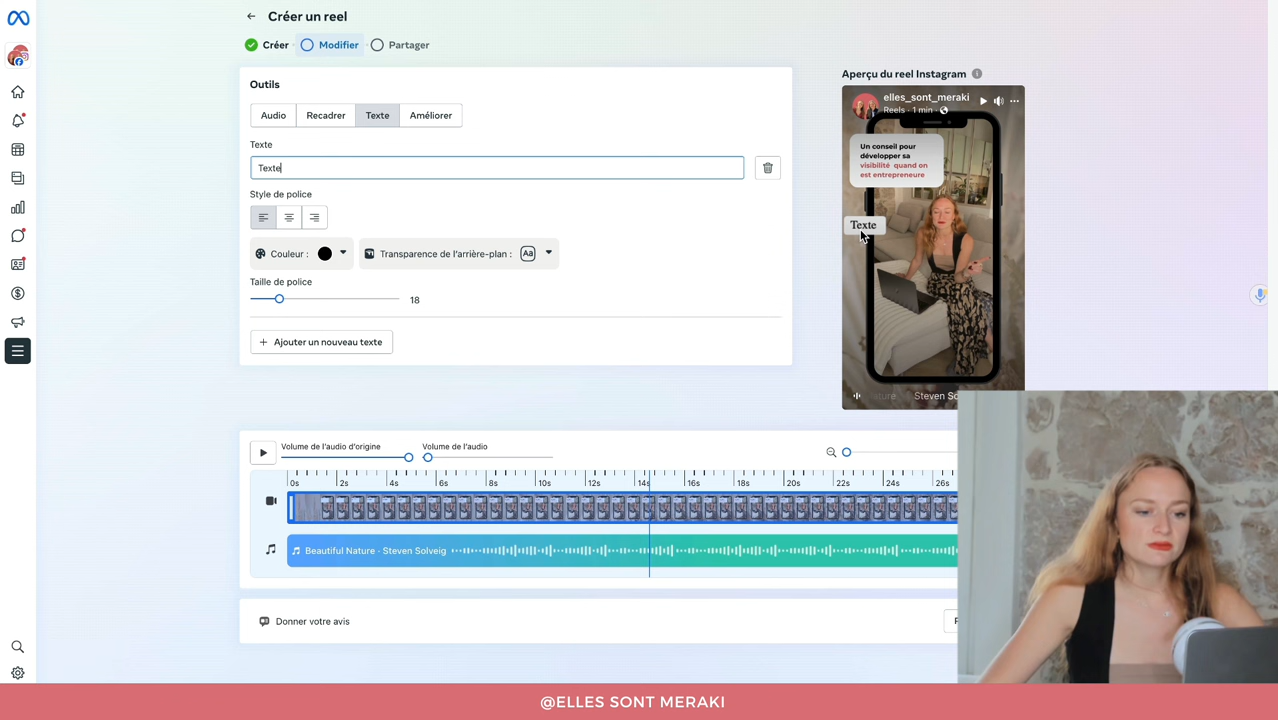 Créer un reel
Créer
Modifier
Partager
Outils
Audio
Recadrer
Texte
Améliorer
Texte
Texte
Style de police
Couleur :
Transparence de l'arrière-plan :
Aa
Taille de police
18
+ Ajouter un nouveau texte
Aperçu du reel Instagram
elles_sont_meraki
Reels · 1 min ·
Un conseil pour
développer sa
visibilité quand on
est entrepreneure
Texte
Steven So
Volume de l'audio d'origine
Volume de l'audio
0s 2s 4s 6s 8s 10s 12s 14s 16s 18s 20s 22s 24s 26s
Beautiful Nature · Steven Solveig
Donner votre avis
@ELLES SONT MERAKI